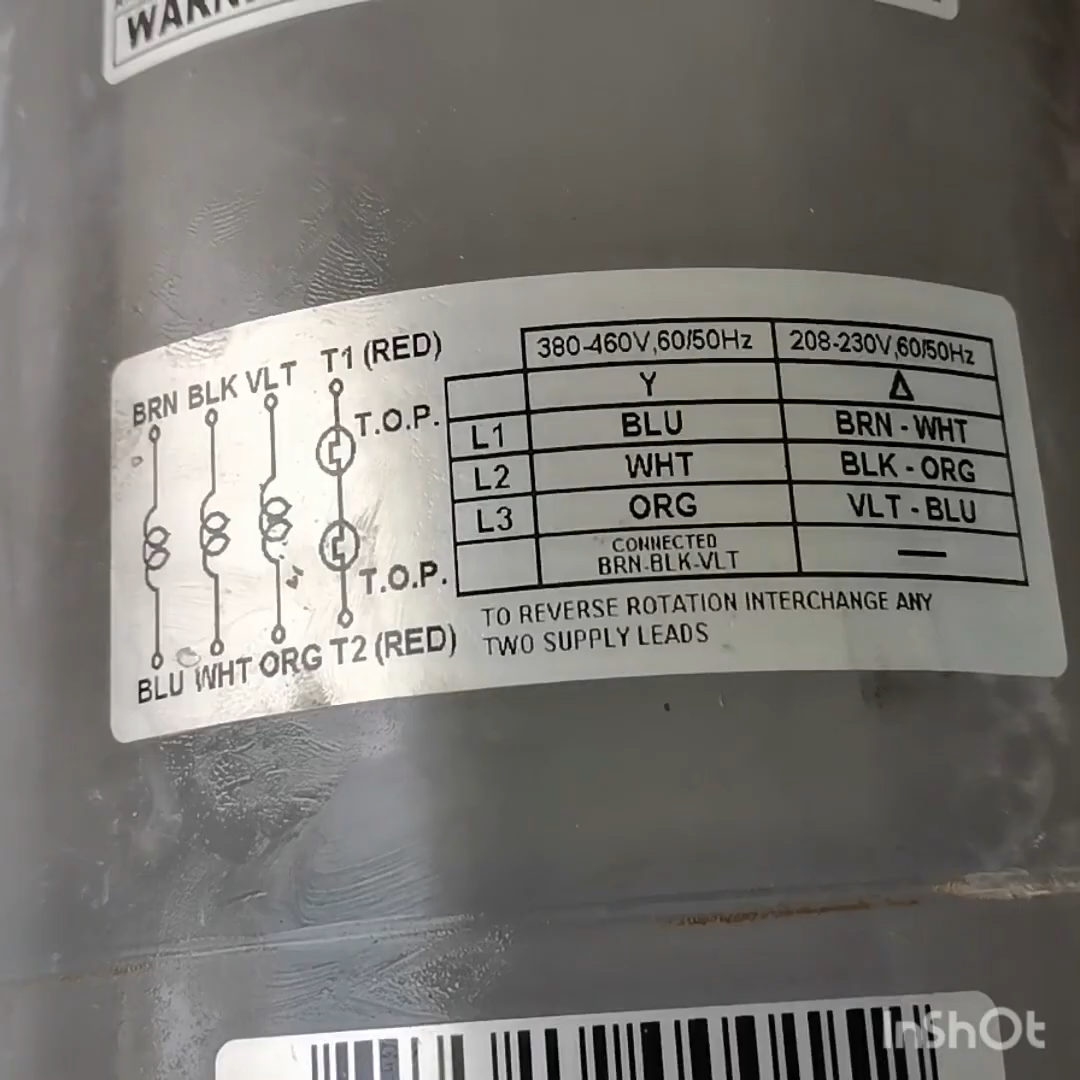 BRN BLK VLT T1 (RED)
T.O.P.
T.O.P.
BLU WHT ORG T2 (RED)
380-460V,60/50Hz 208-230V,60/50Hz
Y Δ
L1 BLU BRN - WHT
L2 WHT BLK - ORG
L3 ORG VLT - BLU
CONNECTED
BRN-BLK-VLT —
TO REVERSE ROTATION INTERCHANGE ANY
TWO SUPPLY LEADS
InShOt